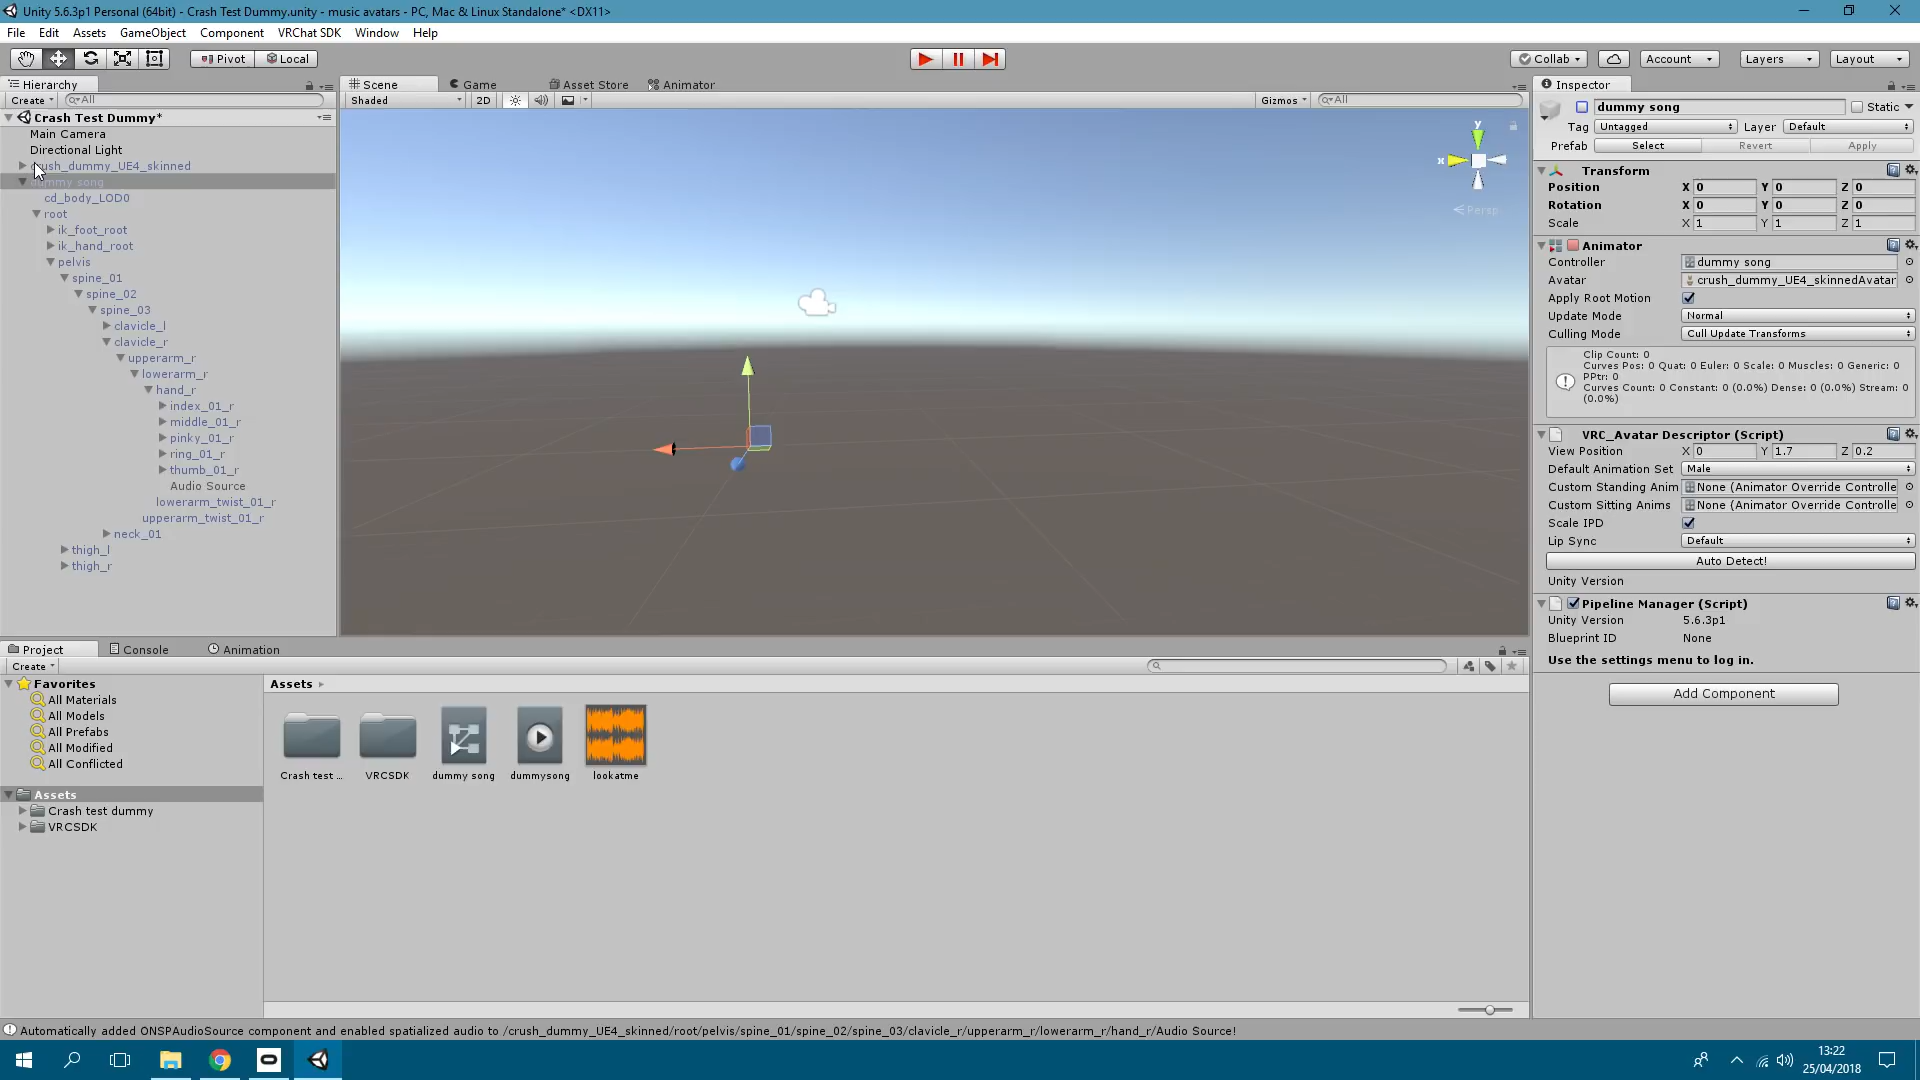 Unity 5.6.3p1 Personal (64bit) - Crash Test Dummy.unity - music avatars - PC, Mac & Linux Standalone* <DX11>
File Edit Assets GameObject Component VRChat SDK Window Help
Pivot Local Collab Account Layers Layout
Hierarchy
Create All
Crash Test Dummy*
Main Camera
Directional Light
crush_dummy_UE4_skinned
dummy song
cd_body_LOD0
root
ik_foot_root
ik_hand_root
pelvis
spine_01
spine_02
spine_03
clavicle_l
clavicle_r
upperarm_r
lowerarm_r
hand_r
index_01_r
middle_01_r
pinky_01_r
ring_01_r
thumb_01_r
Audio Source
lowerarm_twist_01_r
upperarm_twist_01_r
neck_01
thigh_l
thigh_r
Scene Game Asset Store Animator
Shaded 2D Gizmos All
y
x
Persp
Inspector
dummy song Static
Tag Untagged Layer Default
Prefab Select Revert Apply
Transform
Position X 0 Y 0 Z 0
Rotation X 0 Y 0 Z 0
Scale X 1 Y 1 Z 1
Animator
Controller dummy song
Avatar crush_dummy_UE4_skinnedAvatar
Apply Root Motion
Update Mode Normal
Culling Mode Cull Update Transforms
Clip Count: 0
Curves Pos: 0 Quat: 0 Euler: 0 Scale: 0 Muscles: 0 Generic: 0
PPtr: 0
Curves Count: 0 Constant: 0 (0.0%) Dense: 0 (0.0%) Stream: 0
(0.0%)
VRC_Avatar Descriptor (Script)
View Position X 0 Y 1.7 Z 0.2
Default Animation Set Male
Custom Standing Anim None (Animator Override Controlle
Custom Sitting Anims None (Animator Override Controlle
Scale IPD
Lip Sync Default
Auto Detect!
Unity Version
Pipeline Manager (Script)
Unity Version 5.6.3p1
Blueprint ID None
Use the settings menu to log in.
Add Component
Project Console Animation
Create
Favorites
All Materials
All Models
All Prefabs
All Modified
All Conflicted
Assets
Crash test dummy
VRCSDK
Assets
Crash test ... VRCSDK dummy song dummysong lookatme
Automatically added ONSPAudioSource component and enabled spatialized audio to /crush_dummy_UE4_skinned/root/pelvis/spine_01/spine_02/spine_03/clavicle_r/upperarm_r/lowerarm_r/hand_r/Audio Source!
13:22
25/04/2018